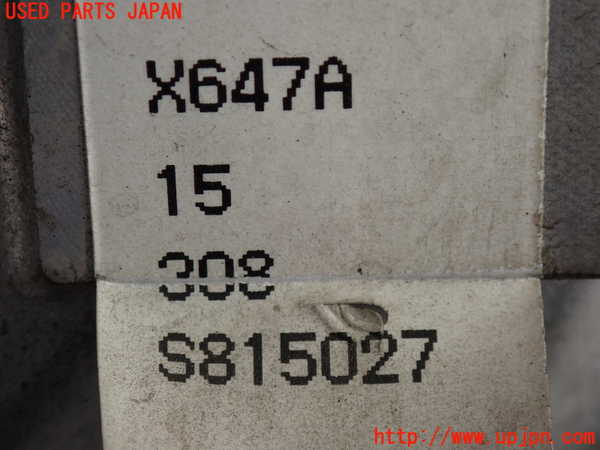 USED PARTS JAPAN
X647A
15
308
S815027
http://www.upjpn.com